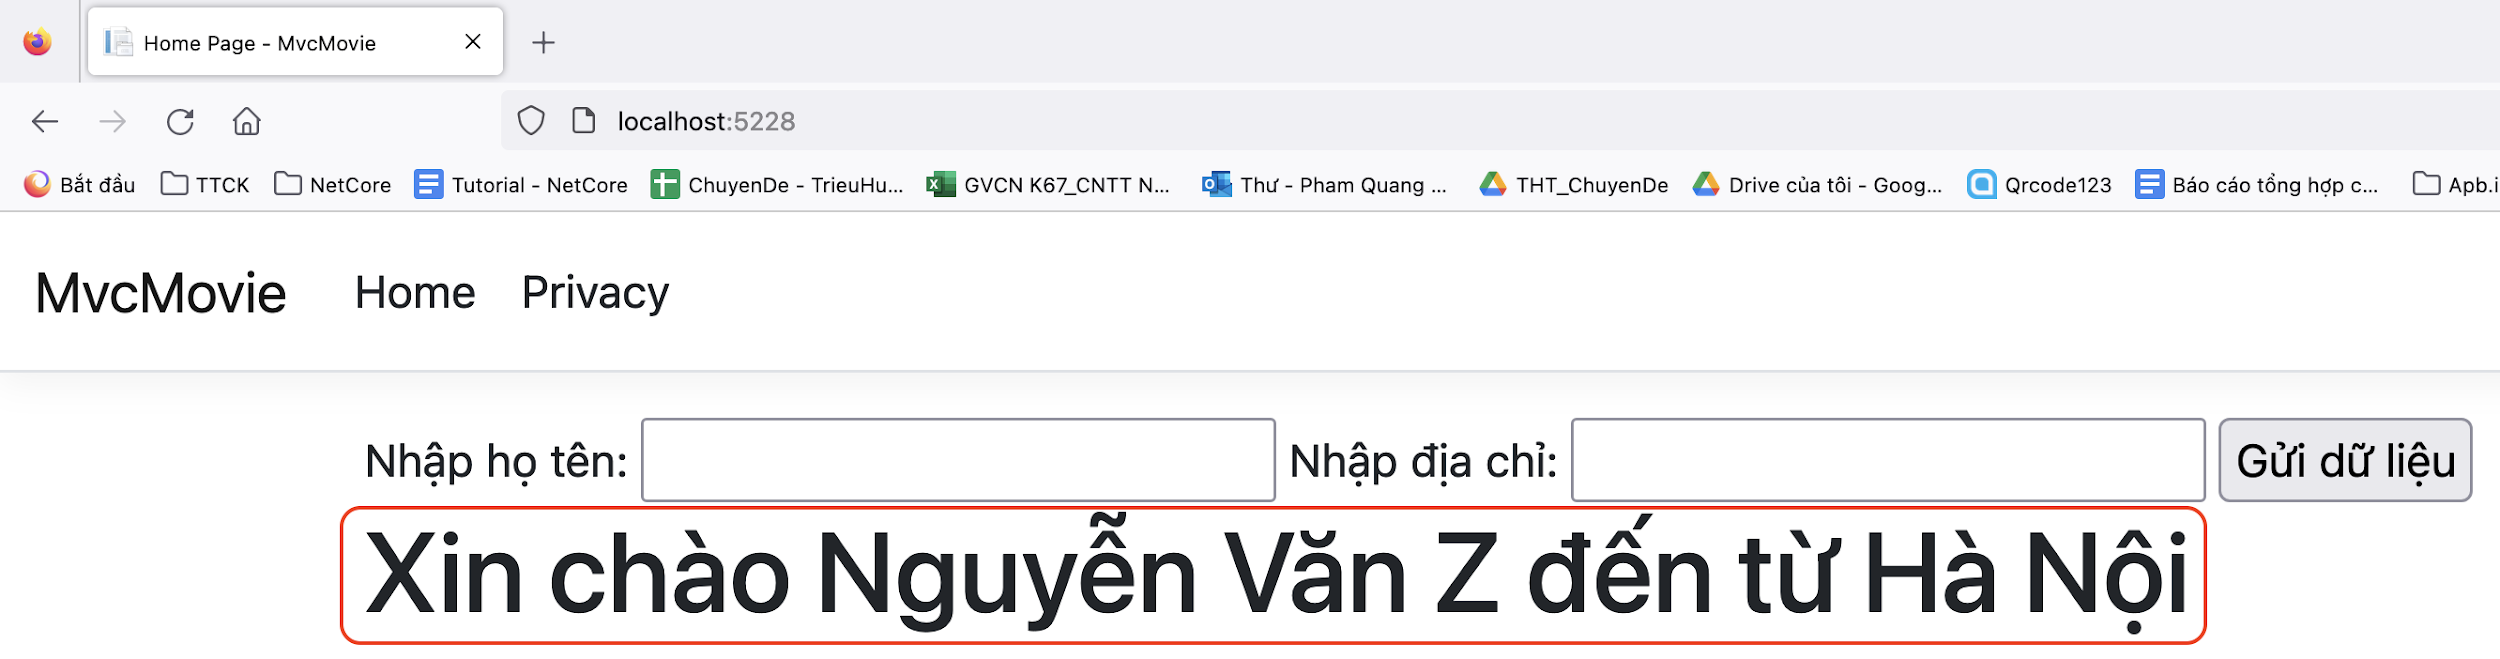 Home Page - MvcMovie
localhost:5228
Bắt đầu TTCK NetCore Tutorial - NetCore ChuyenDe - TrieuHu... GVCN K67_CNTT N... Thư - Pham Quang ... THT_ChuyenDe Drive của tôi - Goog... Qrcode123 Báo cáo tổng hợp c... Apb.i
MvcMovie Home Privacy
Nhập họ tên: Nhập địa chỉ: Gửi dữ liệu
Xin chào Nguyễn Văn Z đến từ Hà Nội